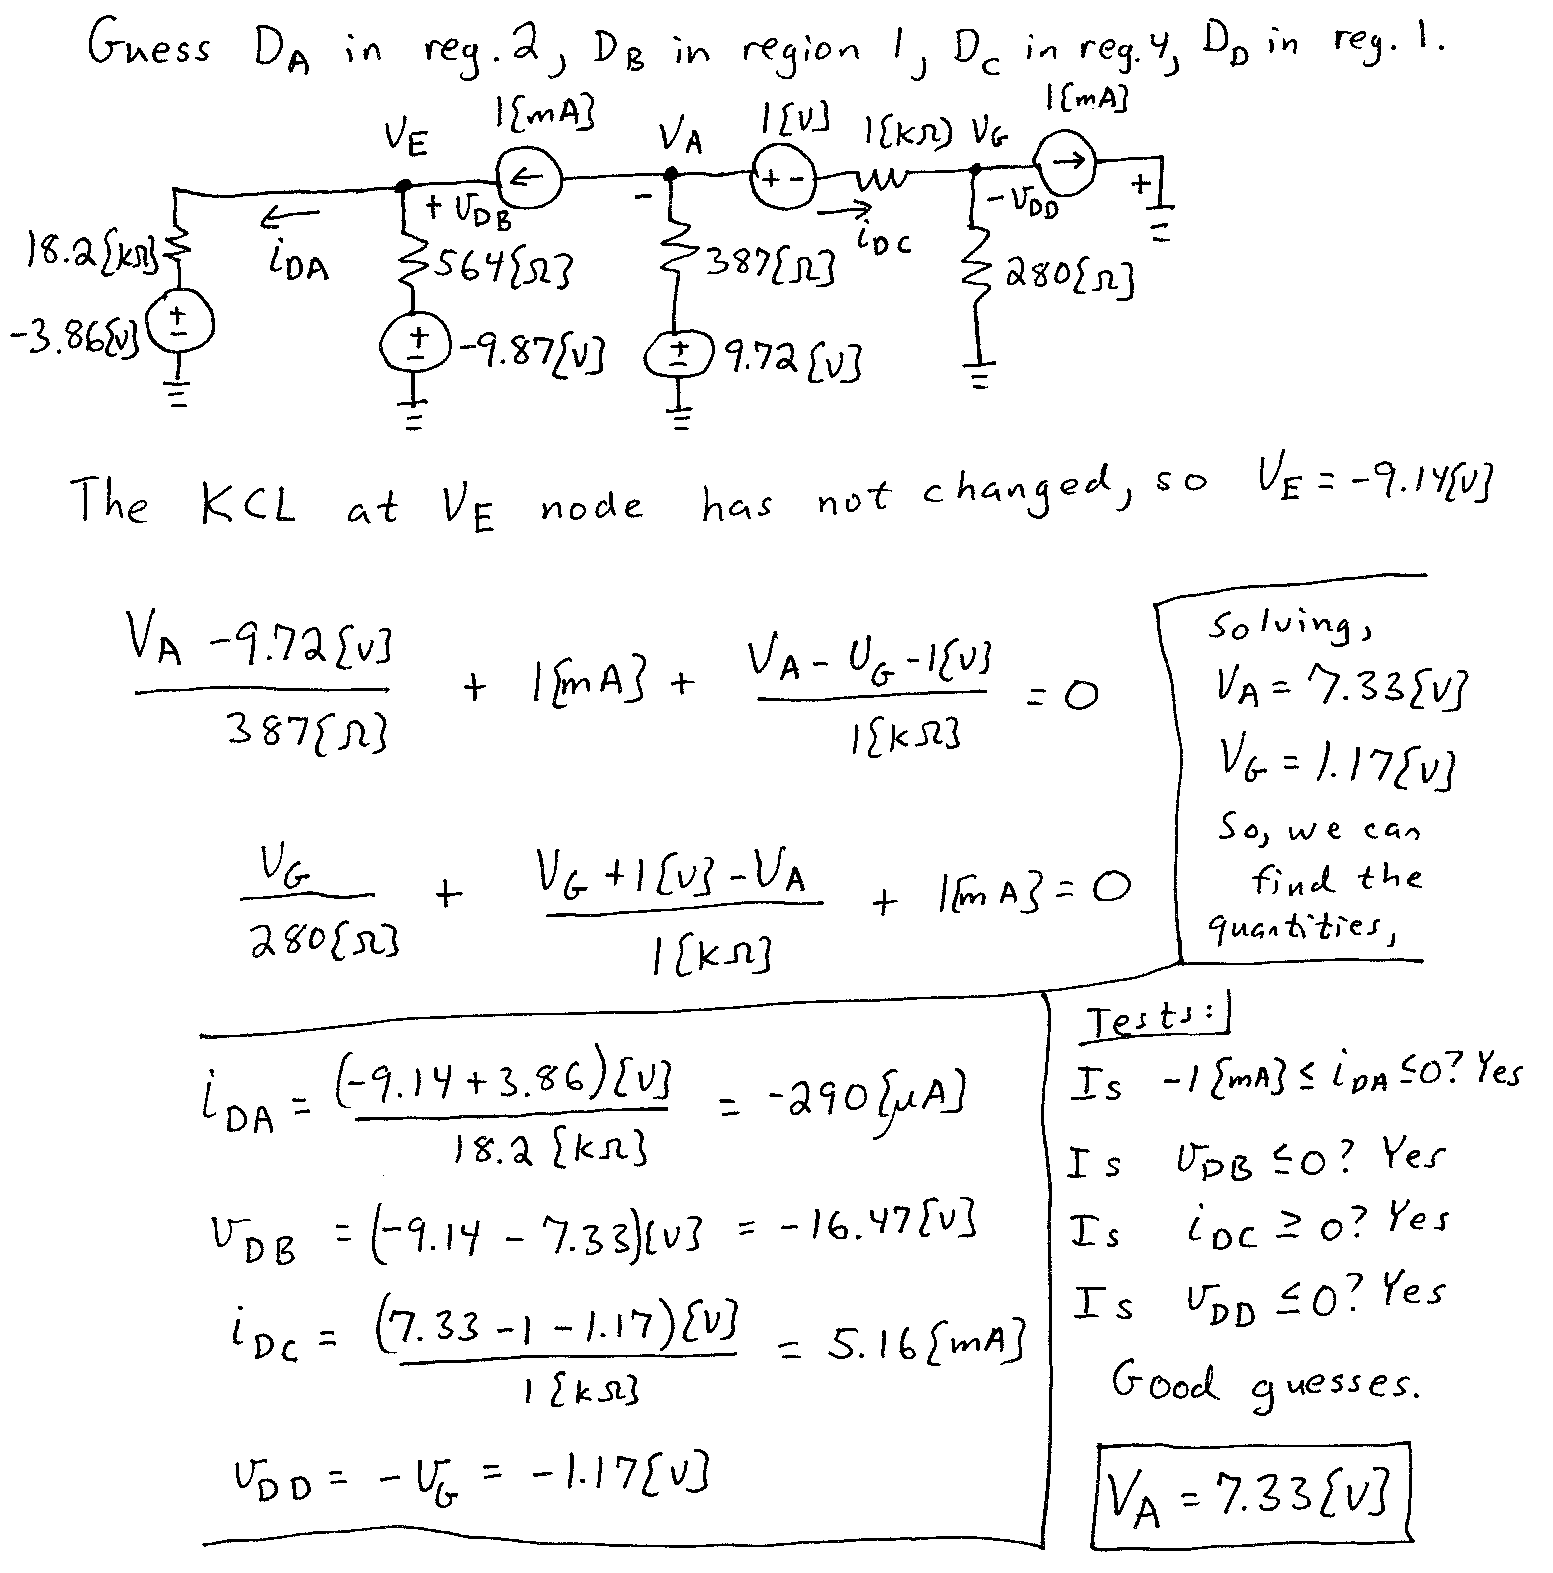 Guess D_A in reg. 2, D_B in region 1, D_C in reg. 4, D_D in reg. 1.
1{mA}
V_E
1{mA}
V_A
1{V}
1{kΩ}
V_G
18.2{kΩ}
i_DA
+ v_DB -
564{Ω}
387{Ω}
i_DC
- v_DD +
280{Ω}
-3.86{V}
-9.87{V}
9.72{V}
The KCL at V_E node has not changed, so V_E = -9.14{V}
(V_A - 9.72{V})/387{Ω} + 1{mA} + (V_A - V_G - 1{V})/1{kΩ} = 0
V_G/280{Ω} + (V_G + 1{V} - V_A)/1{kΩ} + 1{mA} = 0
Solving,
V_A = 7.33{V}
V_G = 1.17{V}
So, we can
find the
quantities,
i_DA = (-9.14 + 3.86){V}/18.2{kΩ} = -290{μA}
v_DB = (-9.14 - 7.33){V} = -16.47{V}
i_DC = (7.33 - 1 - 1.17){V}/1{kΩ} = 5.16{mA}
v_DD = -V_G = -1.17{V}
Tests:
Is -1{mA} ≤ i_DA ≤ 0? Yes
Is v_DB ≤ 0? Yes
Is i_DC ≥ 0? Yes
Is v_DD ≤ 0? Yes
Good guesses.
V_A = 7.33{V}